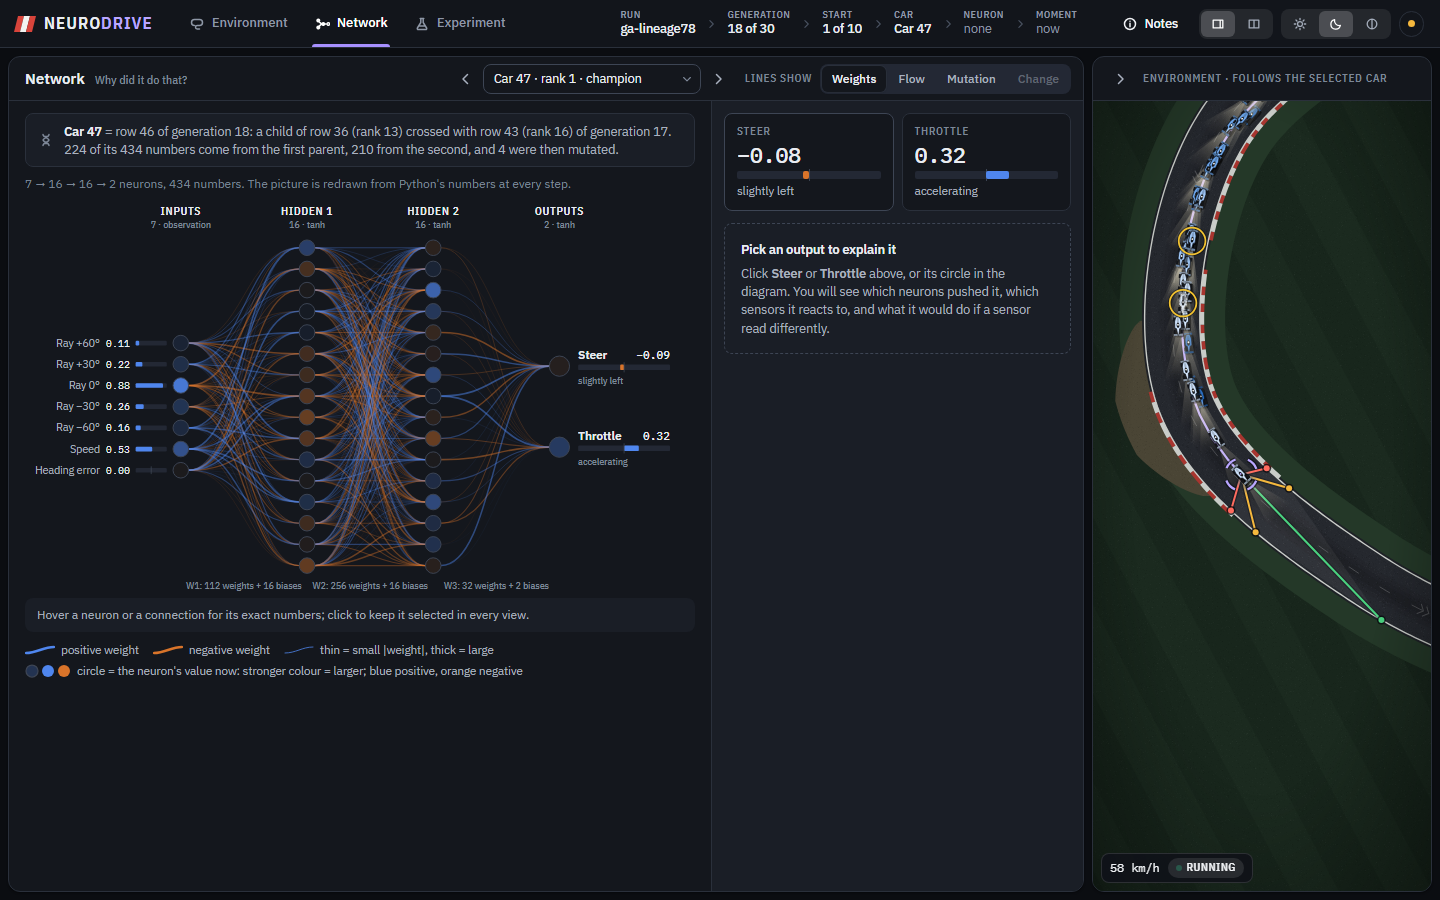 NEURODRIVE
Environment
Network
Experiment
RUN
ga-lineage78
GENERATION
18 of 30
START
1 of 10
CAR
Car 47
NEURON
none
MOMENT
now
Notes
Network Why did it do that?
Car 47 · rank 1 · champion
LINES SHOW
Weights
Flow
Mutation
Change
ENVIRONMENT · FOLLOWS THE SELECTED CAR
Car 47 = row 46 of generation 18: a child of row 36 (rank 13) crossed with row 43 (rank 16) of generation 17.
224 of its 434 numbers come from the first parent, 210 from the second, and 4 were then mutated.
7 → 16 → 16 → 2 neurons, 434 numbers. The picture is redrawn from Python's numbers at every step.
INPUTS
7 · observation
HIDDEN 1
16 · tanh
HIDDEN 2
16 · tanh
OUTPUTS
2 · tanh
Ray +60° 0.11
Ray +30° 0.22
Ray 0° 0.88
Ray −30° 0.26
Ray −60° 0.16
Speed 0.53
Heading error 0.00
Steer −0.09
slightly left
Throttle 0.32
accelerating
W1: 112 weights + 16 biases
W2: 256 weights + 16 biases
W3: 32 weights + 2 biases
Hover a neuron or a connection for its exact numbers; click to keep it selected in every view.
positive weight
negative weight
thin = small |weight|, thick = large
circle = the neuron's value now: stronger colour = larger; blue positive, orange negative
STEER
−0.08
slightly left
THROTTLE
0.32
accelerating
Pick an output to explain it
Click Steer or Throttle above, or its circle in the
diagram. You will see which neurons pushed it, which
sensors it reacts to, and what it would do if a sensor
read differently.
58 km/h
RUNNING